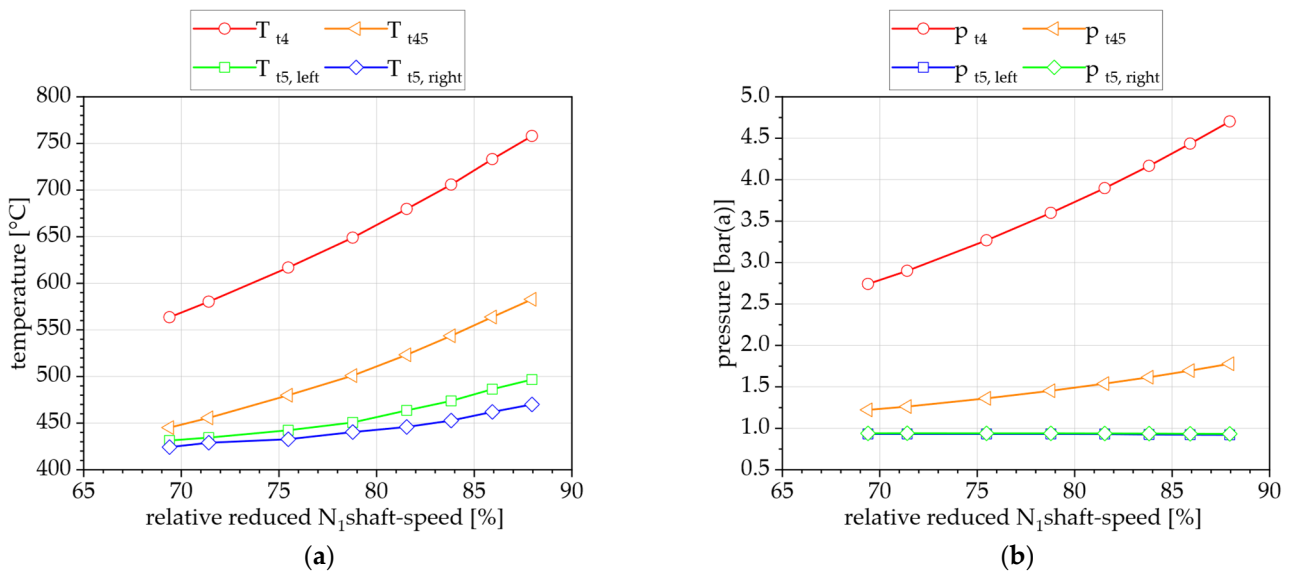 T t4 T t45
T t5, left T t5, right
800
750
700
650
600
550
500
450
400
temperature [°C]
65 70 75 80 85 90
relative reduced N1shaft-speed [%]
(a)
p t4 p t45
p t5, left p t5, right
5.0
4.5
4.0
3.5
3.0
2.5
2.0
1.5
1.0
0.5
pressure [bar(a)]
65 70 75 80 85 90
relative reduced N1shaft-speed [%]
(b)